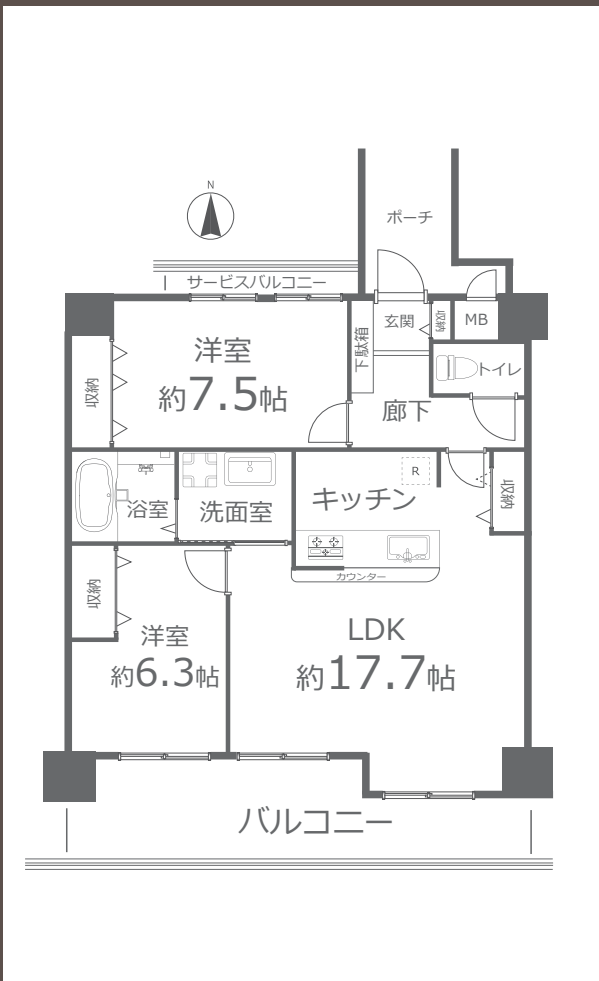 N
ポーチ
サービスバルコニー
玄関
収納
MB
下駄箱
洋室
約7.5帖
収納
トイレ
廊下
R
キッチン
収納
浴室
洗面室
カウンター
収納
洋室
約6.3帖
LDK
約17.7帖
バルコニー